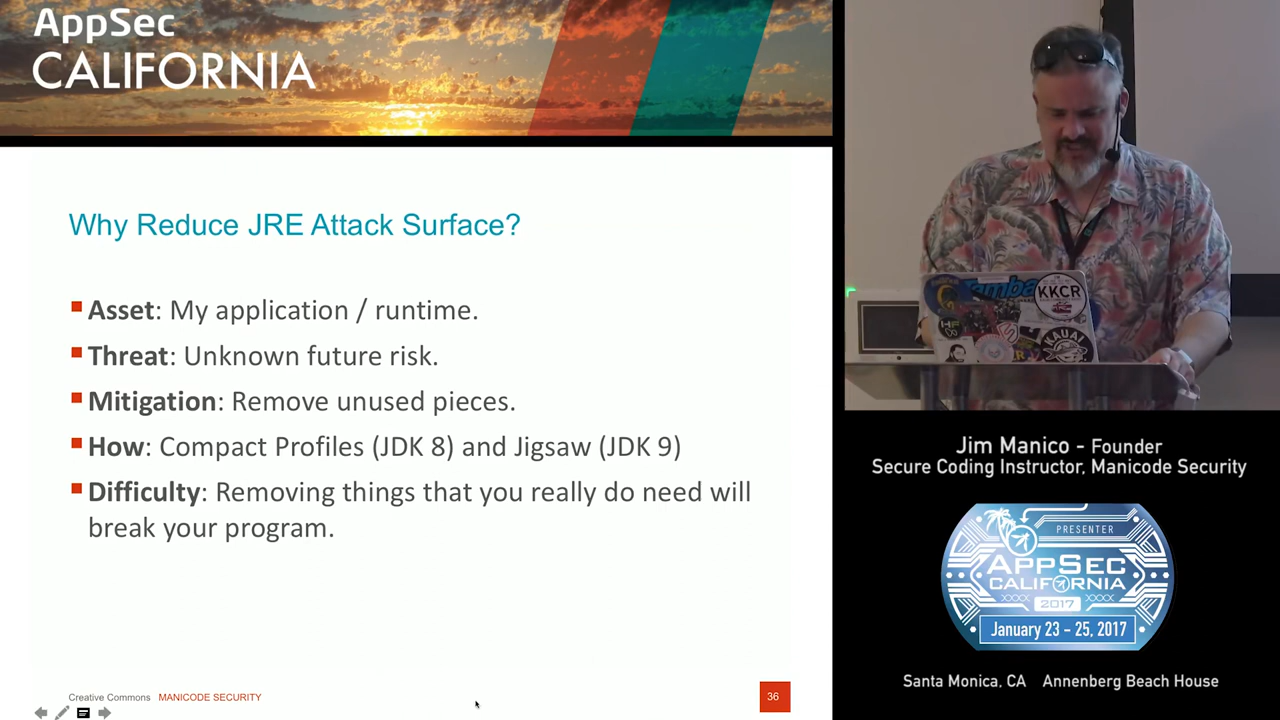 AppSec
CALIFORNIA
Why Reduce JRE Attack Surface?
Asset: My application / runtime.
Threat: Unknown future risk.
Mitigation: Remove unused pieces.
How: Compact Profiles (JDK 8) and Jigsaw (JDK 9)
Difficulty: Removing things that you really do need will
break your program.
Creative Commons MANICODE SECURITY
36
KKCR
KAUAI
Jim Manico - Founder
Secure Coding Instructor, Manicode Security
PRESENTER
APPSEC
CALIFORNIA
2017
January 23 - 25, 2017
Santa Monica, CA Annenberg Beach House